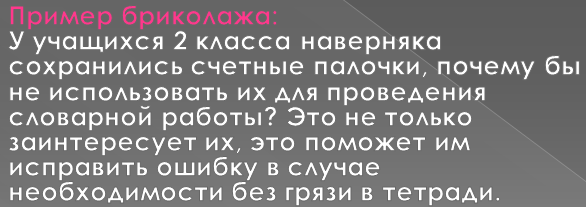 Пример бриколажа:
У учащихся 2 класса наверняка
сохранились счетные палочки, почему бы
не использовать их для проведения
словарной работы? Это не только
заинтересует их, это поможет им
исправить ошибку в случае
необходимости без грязи в тетради.